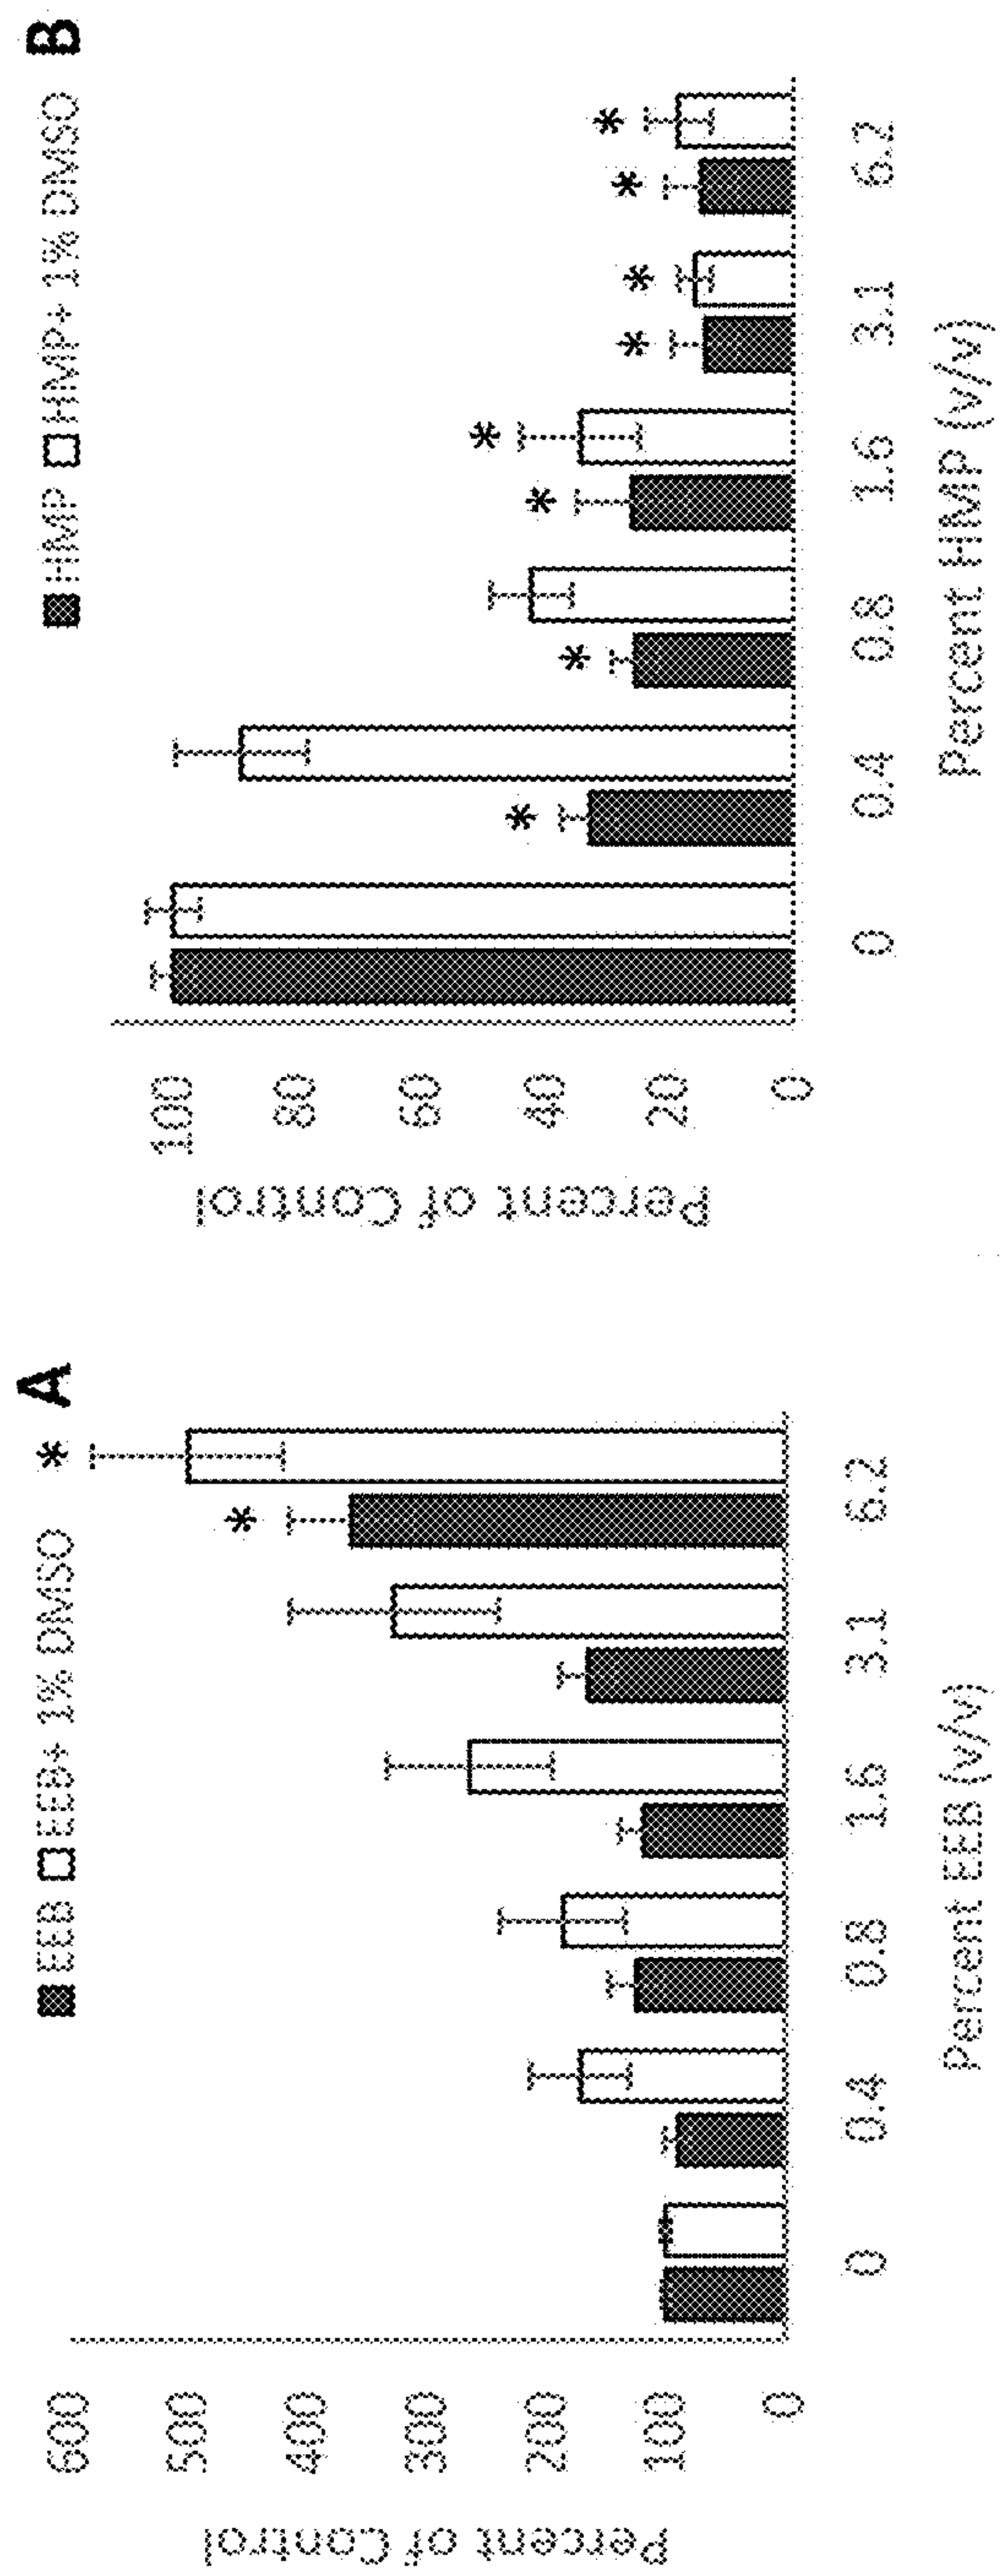 EEB EEB+ 1% DMSO * A
Percent of Control
600
500
400
300
200
100
0
*
0 0.4 0.8 1.6 3.1 6.2
Percent EEB (v/v)
HMP HMP+ 1% DMSO B
Percent of Control
100
80
60
40
20
0
* * * * * * * *
0 0.4 0.8 1.6 3.1 6.2
Percent HMP (v/v)